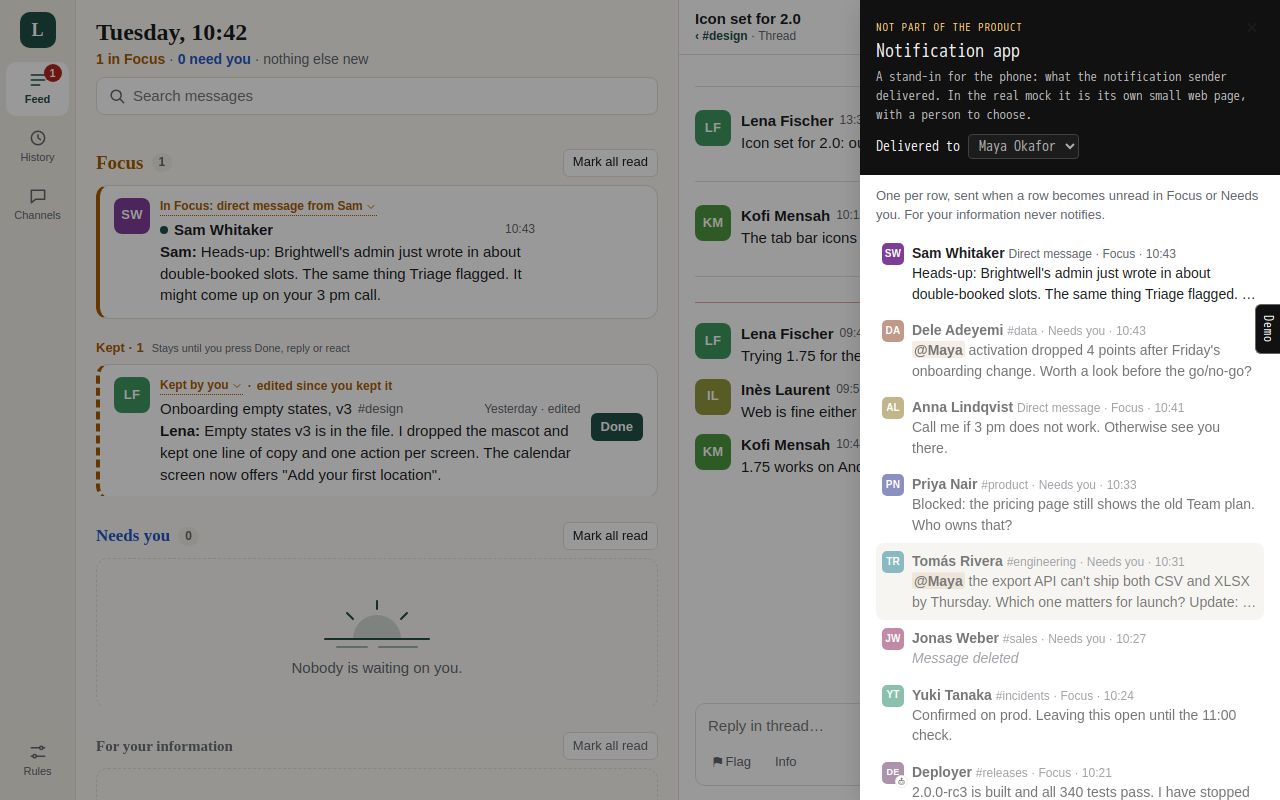 L
1
Feed
History
Channels
Rules
Tuesday, 10:42
1 in Focus · 0 need you · nothing else new
Search messages
Focus 1 Mark all read
SW
In Focus: direct message from Sam
Sam Whitaker 10:43
Sam: Heads-up: Brightwell's admin just wrote in about
double-booked slots. The same thing Triage flagged. It
might come up on your 3 pm call.
Kept · 1 Stays until you press Done, reply or react
LF
Kept by you · edited since you kept it
Onboarding empty states, v3 #design Yesterday · edited
Lena: Empty states v3 is in the file. I dropped the mascot and
kept one line of copy and one action per screen. The calendar
screen now offers "Add your first location".
Done
Needs you 0 Mark all read
Nobody is waiting on you.
For your information Mark all read
Icon set for 2.0
‹ #design · Thread
LF
Lena Fischer
Icon set for 2.0:
KM
Kofi Mensah
The tab bar icons
LF
Lena Fischer
Trying 1.75 for the
IL
Inès Laurent
Web is fine either
KM
Kofi Mensah
1.75 works on
Reply in thread…
Flag Info
NOT PART OF THE PRODUCT
Notification app
A stand-in for the phone: what the notification sender
delivered. In the real mock it is its own small web page,
with a person to choose.
Delivered to Maya Okafor
One per row, sent when a row becomes unread in Focus or Needs
you. For your information never notifies.
SW
Sam Whitaker Direct message · Focus · 10:43
Heads-up: Brightwell's admin just wrote in about
double-booked slots. The same thing Triage flagged. …
Demo
DA
Dele Adeyemi #data · Needs you · 10:43
@Maya activation dropped 4 points after Friday's
onboarding change. Worth a look before the go/no-go?
AL
Anna Lindqvist Direct message · Focus · 10:41
Call me if 3 pm does not work. Otherwise see you
there.
PN
Priya Nair #product · Needs you · 10:33
Blocked: the pricing page still shows the old Team plan.
Who owns that?
TR
Tomás Rivera #engineering · Needs you · 10:31
@Maya the export API can't ship both CSV and XLSX
by Thursday. Which one matters for launch? Update: …
JW
Jonas Weber #sales · Needs you · 10:27
Message deleted
YT
Yuki Tanaka #incidents · Focus · 10:24
Confirmed on prod. Leaving this open until the 11:00
check.
DE
Deployer #releases · Focus · 10:21
2.0.0-rc3 is built and all 340 tests pass. I have stopped